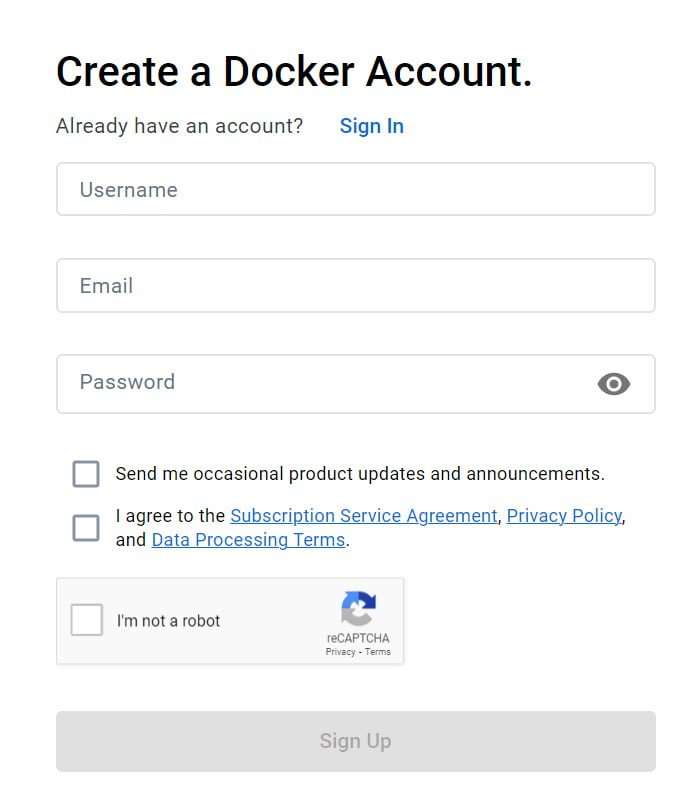 Create a Docker Account.
Already have an account? Sign In
Username
Email
Password
Send me occasional product updates and announcements.
I agree to the Subscription Service Agreement, Privacy Policy,
and Data Processing Terms.
I'm not a robot
reCAPTCHA
Privacy - Terms
Sign Up